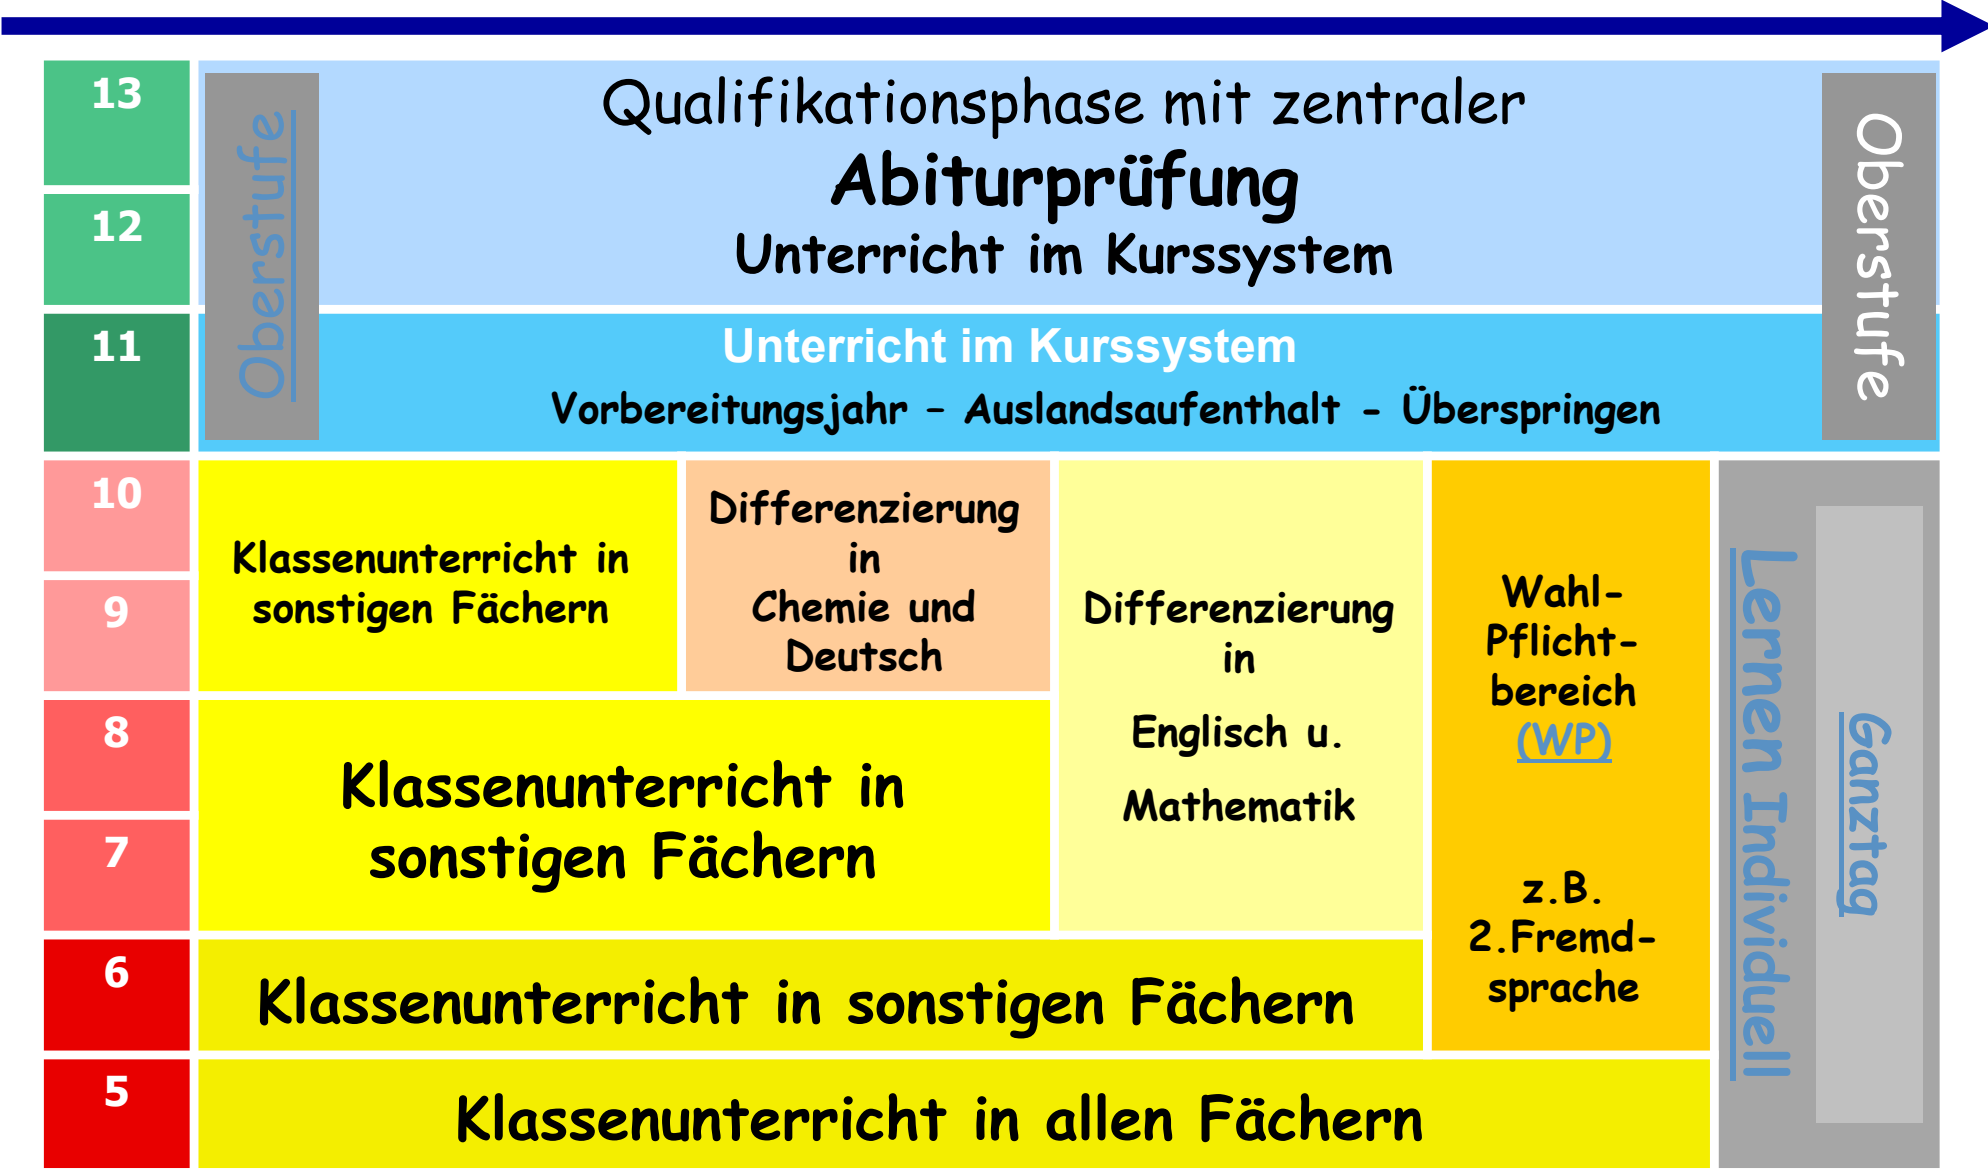 13
12
Oberstufe
Qualifikationsphase mit zentraler
Abiturprüfung
Unterricht im Kurssystem
Oberstufe
11
Unterricht im Kurssystem
Vorbereitungsjahr – Auslandsaufenthalt - Überspringen
10
9
Klassenunterricht in
sonstigen Fächern
Differenzierung
in
Chemie und
Deutsch
Differenzierung
in
Englisch u.
Mathematik
Wahl-
Pflicht-
bereich
(WP)
z.B.
2.Fremd-
sprache
Lernen Individuell
Ganztag
8
7
Klassenunterricht in
sonstigen Fächern
6
Klassenunterricht in sonstigen Fächern
5
Klassenunterricht in allen Fächern